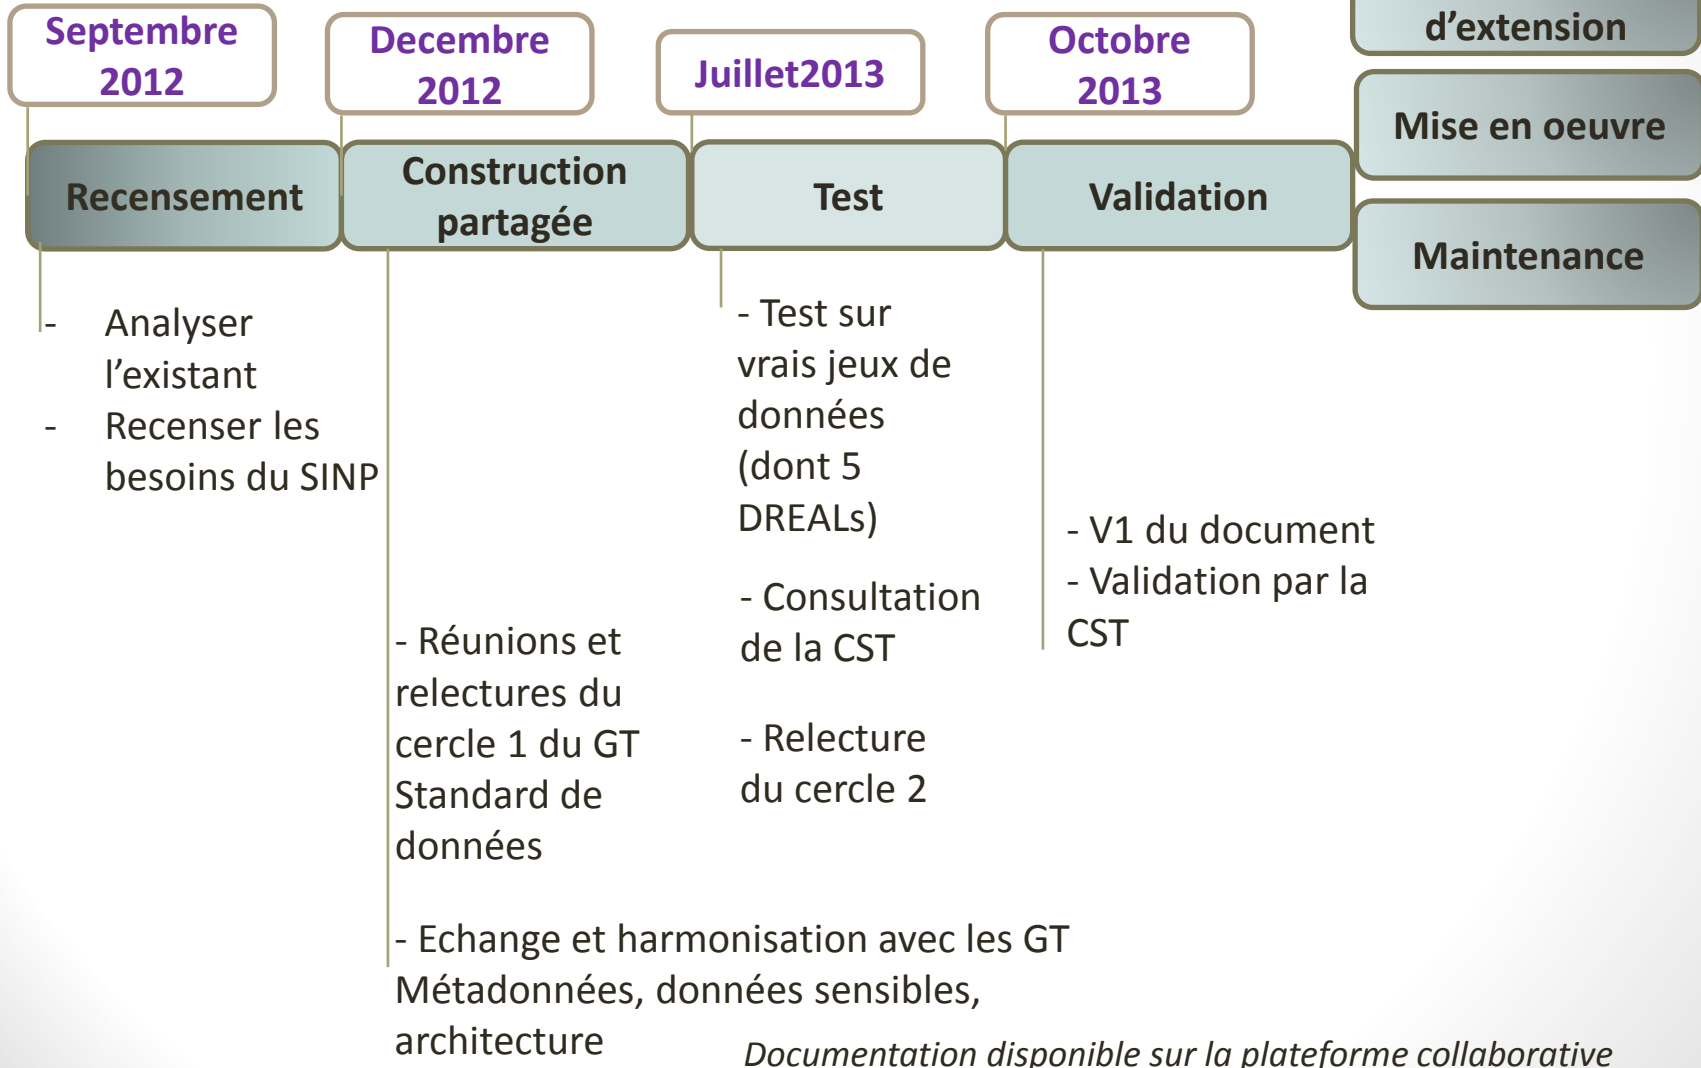 Septembre
2012
Decembre
2012
Juillet2013
Octobre
2013
d'extension
Mise en oeuvre
Maintenance
Recensement
Construction
partagée
Test
Validation
- Analyser
l'existant
- Recenser les
besoins du SINP
- Réunions et
relectures du
cercle 1 du GT
Standard de
données
- Echange et harmonisation avec les GT
Métadonnées, données sensibles,
architecture
- Test sur
vrais jeux de
données
(dont 5
DREALs)
- Consultation
de la CST
- Relecture
du cercle 2
- V1 du document
- Validation par la
CST
Documentation disponible sur la plateforme collaborative